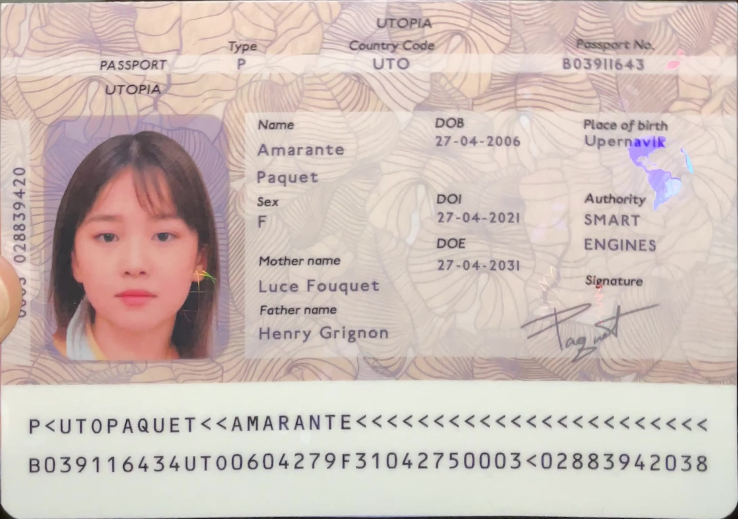 UTOPIA
Type
Country Code
Passport No.
PASSPORT
P
UTO
B03911643
UTOPIA
Name
DOB
Place of birth
Amarante
27-04-2006
Upernavik
Paquet
Sex
DOI
Authority
F
27-04-2021
SMART
DOE
ENGINES
Mother name
27-04-2031
Luce Fouquet
Signature
Father name
Paquet
Henry Grignon
0003 028839420
P<UTOPAQUET<<AMARANTE<<<<<<<<<<<<<<<<<<<<<<<
B039116434UTO0604279F31042750003<02883942038